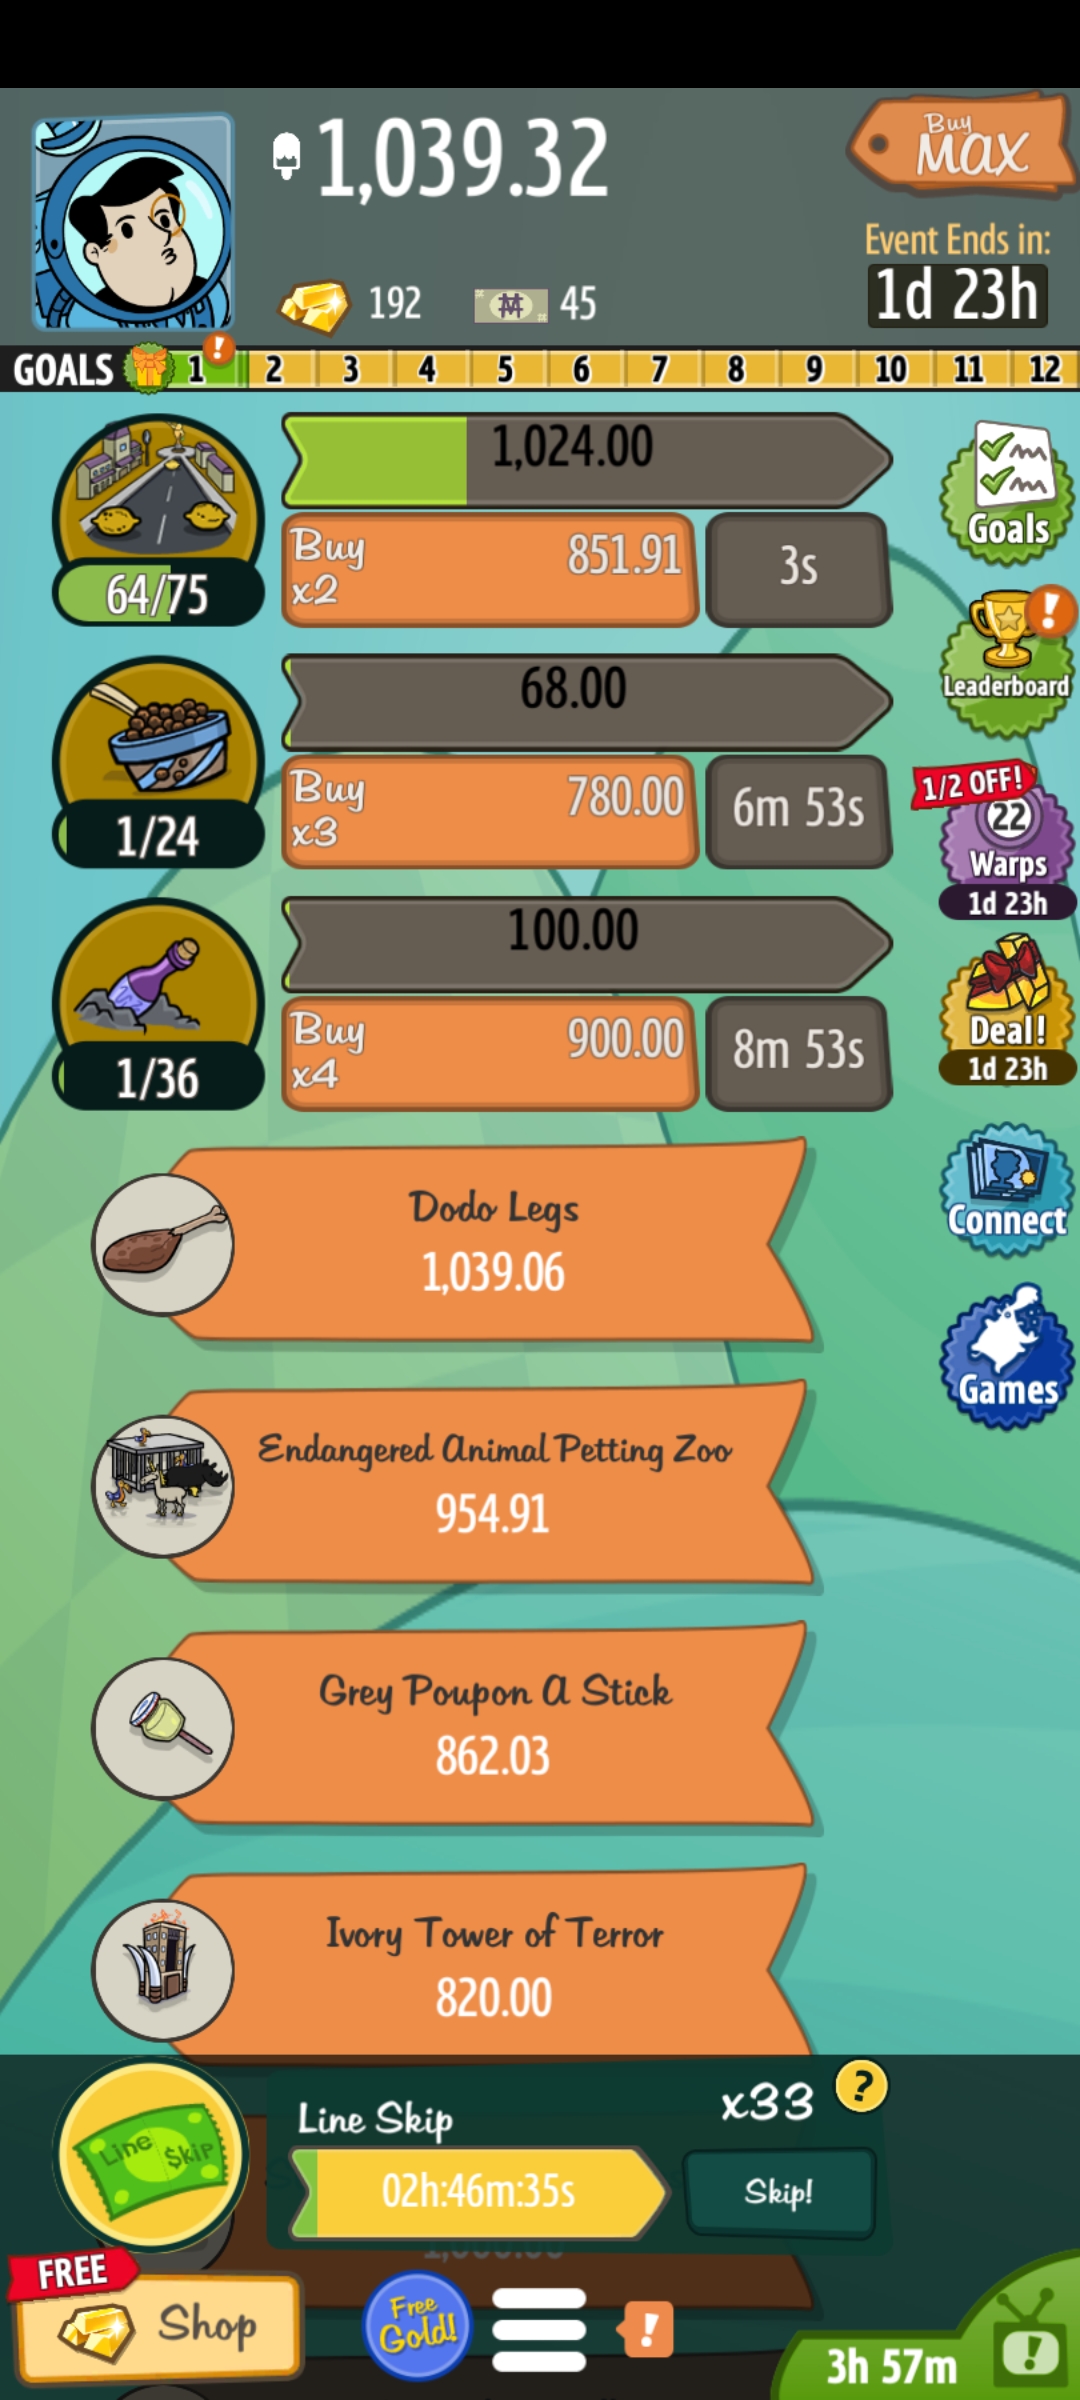 1,039.32
Buy
MAX
192
45
Event Ends in:
1d 23h
GOALS 1 ! 2 3 4 5 6 7 8 9 10 11 12
1,024.00
Buy
x2
851.91
3s
64/75
Goals
68.00
Buy
x3
780.00
6m 53s
1/24
!
Leaderboard
1/2 OFF!
22
Warps
1d 23h
100.00
Buy
x4
900.00
8m 53s
1/36
Deal!
1d 23h
Connect
Games
Dodo Legs
1,039.06
Endangered Animal Petting Zoo
954.91
Grey Poupon A Stick
862.03
Ivory Tower of Terror
820.00
Line $kip
Line Skip
x33
?
02h:46m:35s
Skip!
FREE
Shop
Free
Gold!
!
3h 57m
!